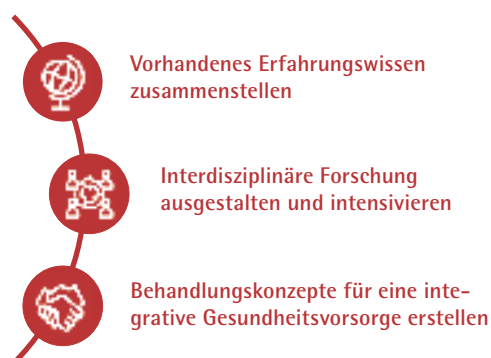 Vorhandenes Erfahrungswissen
zusammenstellen
Interdisziplinäre Forschung
ausgestalten und intensivieren
Behandlungskonzepte für eine inte-
grative Gesundheitsvorsorge erstellen